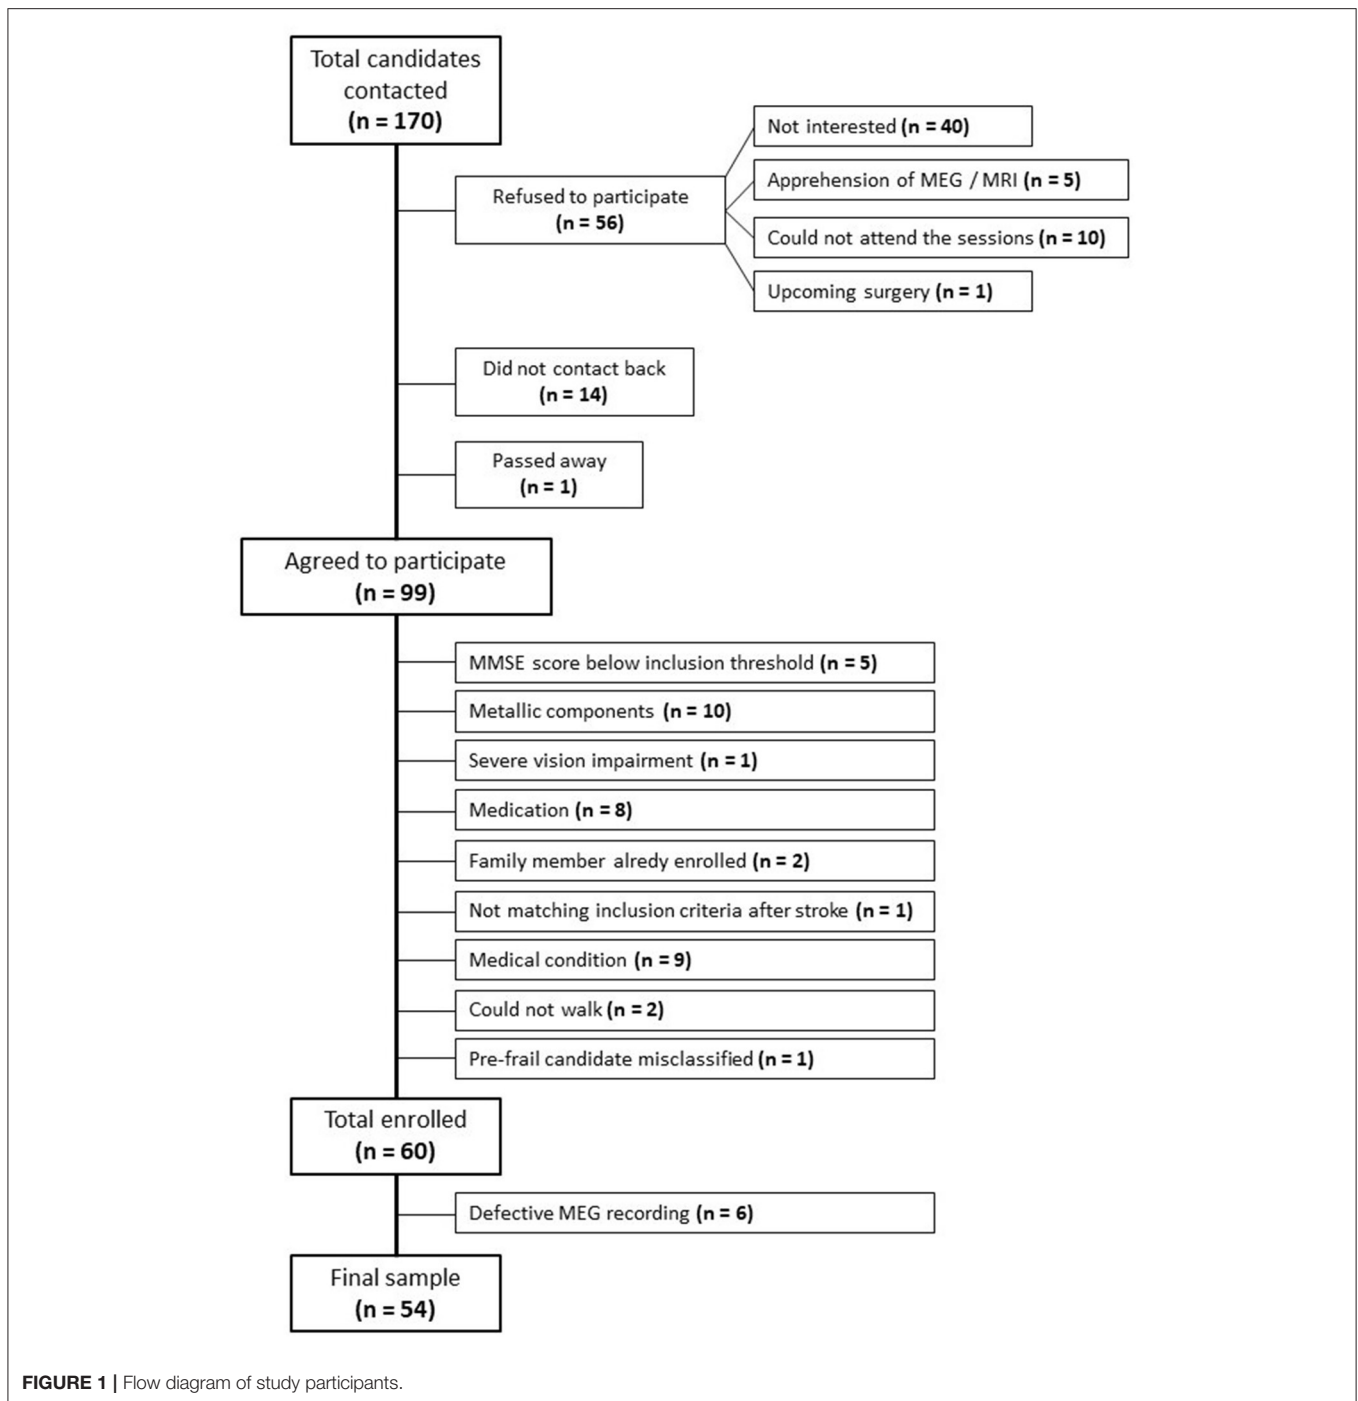 Total candidates
contacted
(n = 170)
Not interested (n = 40)
Apprehension of MEG / MRI (n = 5)
Refused to participate
(n = 56)
Could not attend the sessions (n = 10)
Upcoming surgery (n = 1)
Did not contact back
(n = 14)
Passed away
(n = 1)
Agreed to participate
(n = 99)
MMSE score below inclusion threshold (n = 5)
Metallic components (n = 10)
Severe vision impairment (n = 1)
Medication (n = 8)
Family member alredy enrolled (n = 2)
Not matching inclusion criteria after stroke (n = 1)
Medical condition (n = 9)
Could not walk (n = 2)
Pre-frail candidate misclassified (n = 1)
Total enrolled
(n = 60)
Defective MEG recording (n = 6)
Final sample
(n = 54)
FIGURE 1 | Flow diagram of study participants.